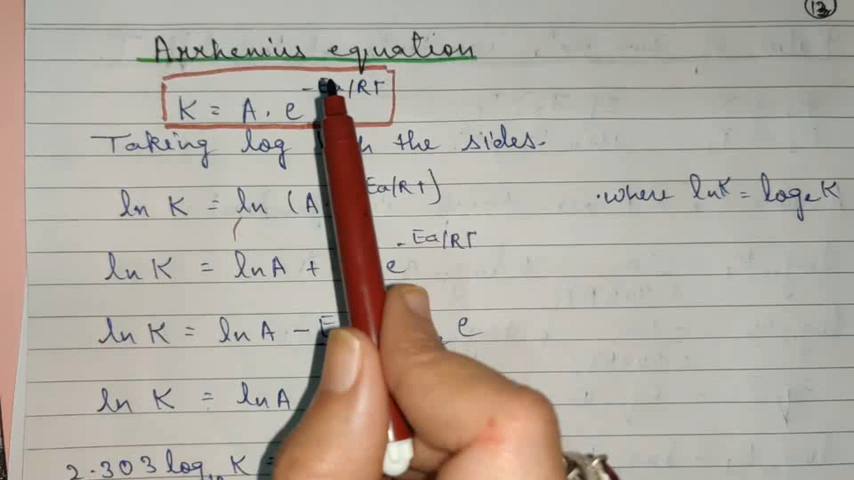 12
Arrhenius equation
K = A . e -Ea/RT
Taking log the sides.
ln K = ln (A Ea/RT) .where lnK = logeK
ln K = ln A + e -Ea/RT
ln K = ln A - E e
ln K = ln A
2.303 log10 K =